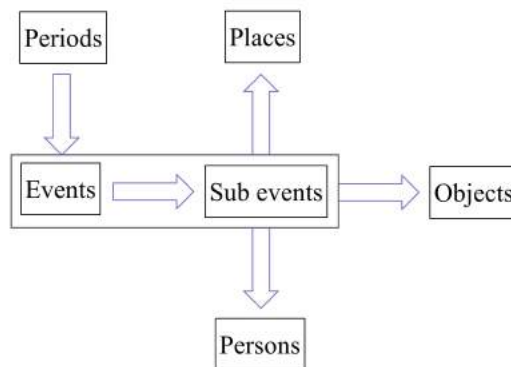 Periods
Places
Events
Sub events
Objects
Persons